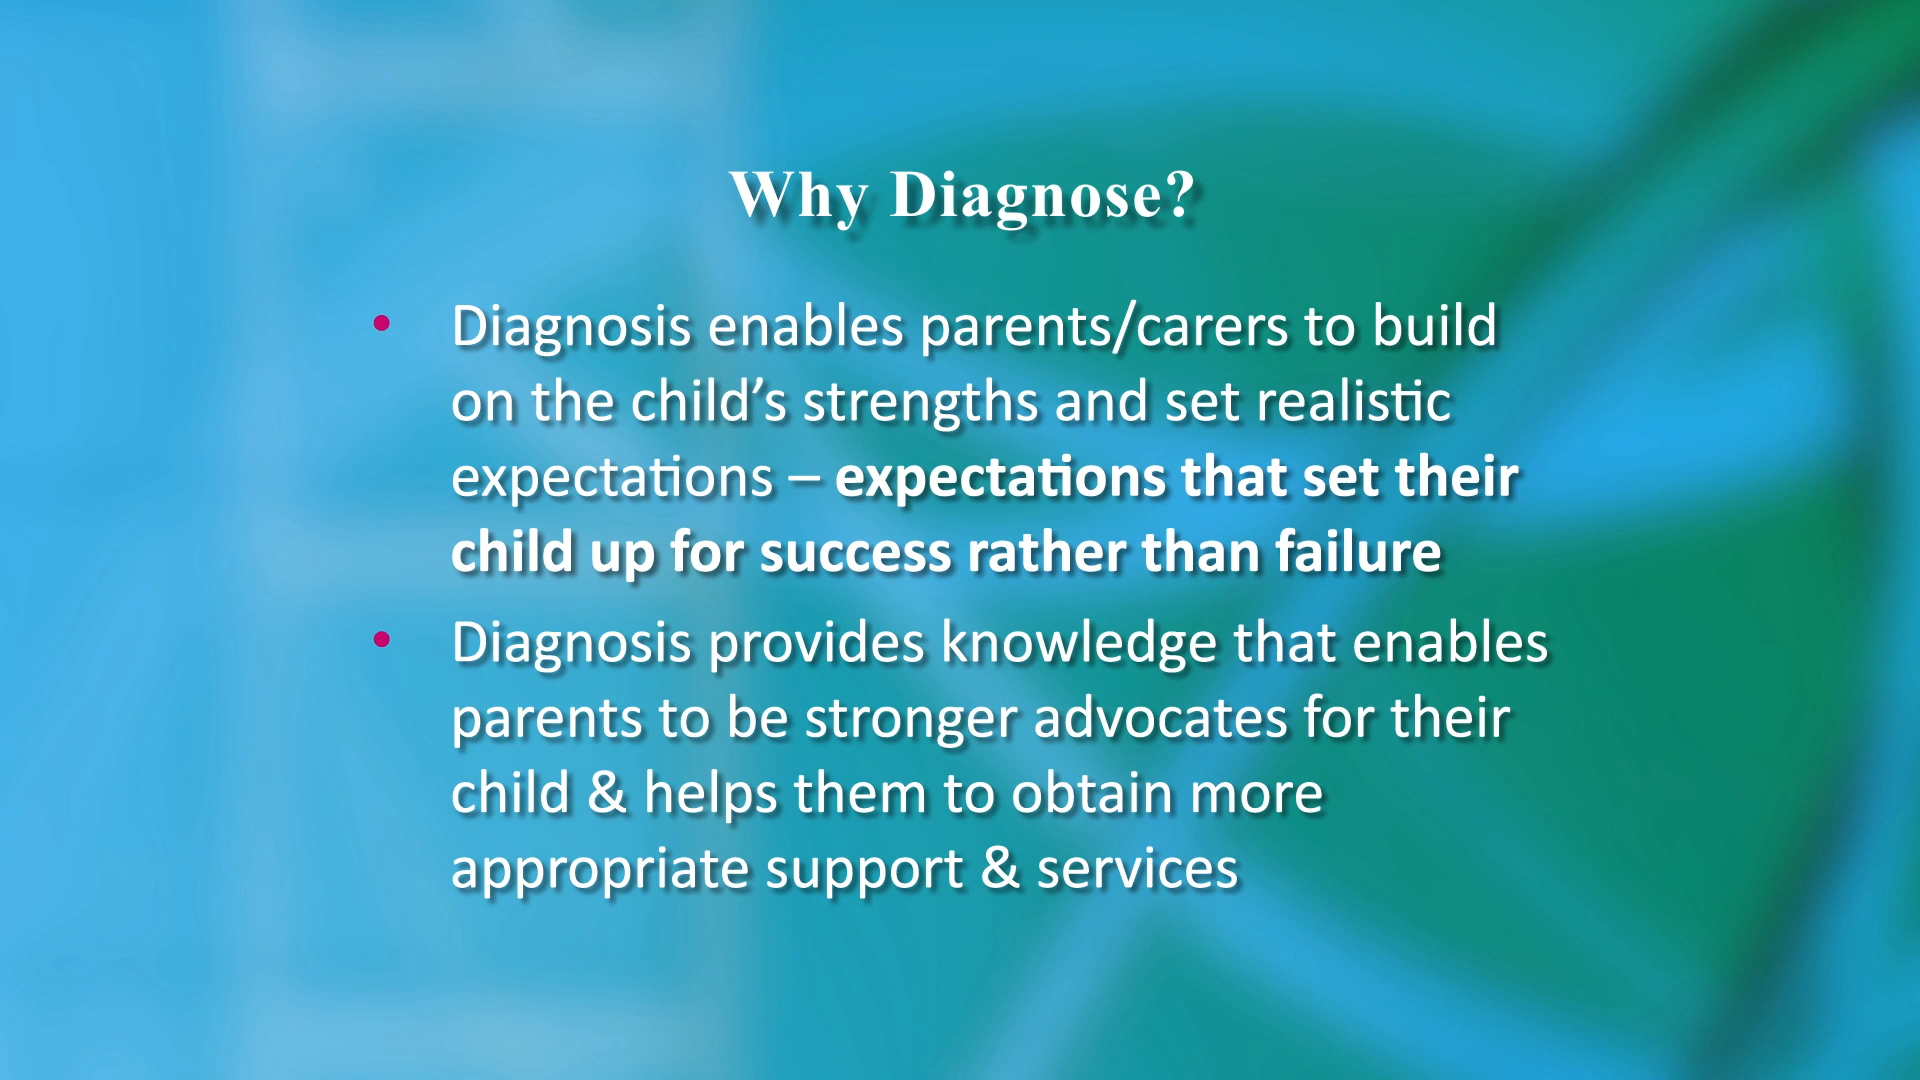 Why Diagnose?
• Diagnosis enables parents/carers to build
on the child’s strengths and set realistic
expectations – expectations that set their
child up for success rather than failure
• Diagnosis provides knowledge that enables
parents to be stronger advocates for their
child & helps them to obtain more
appropriate support & services